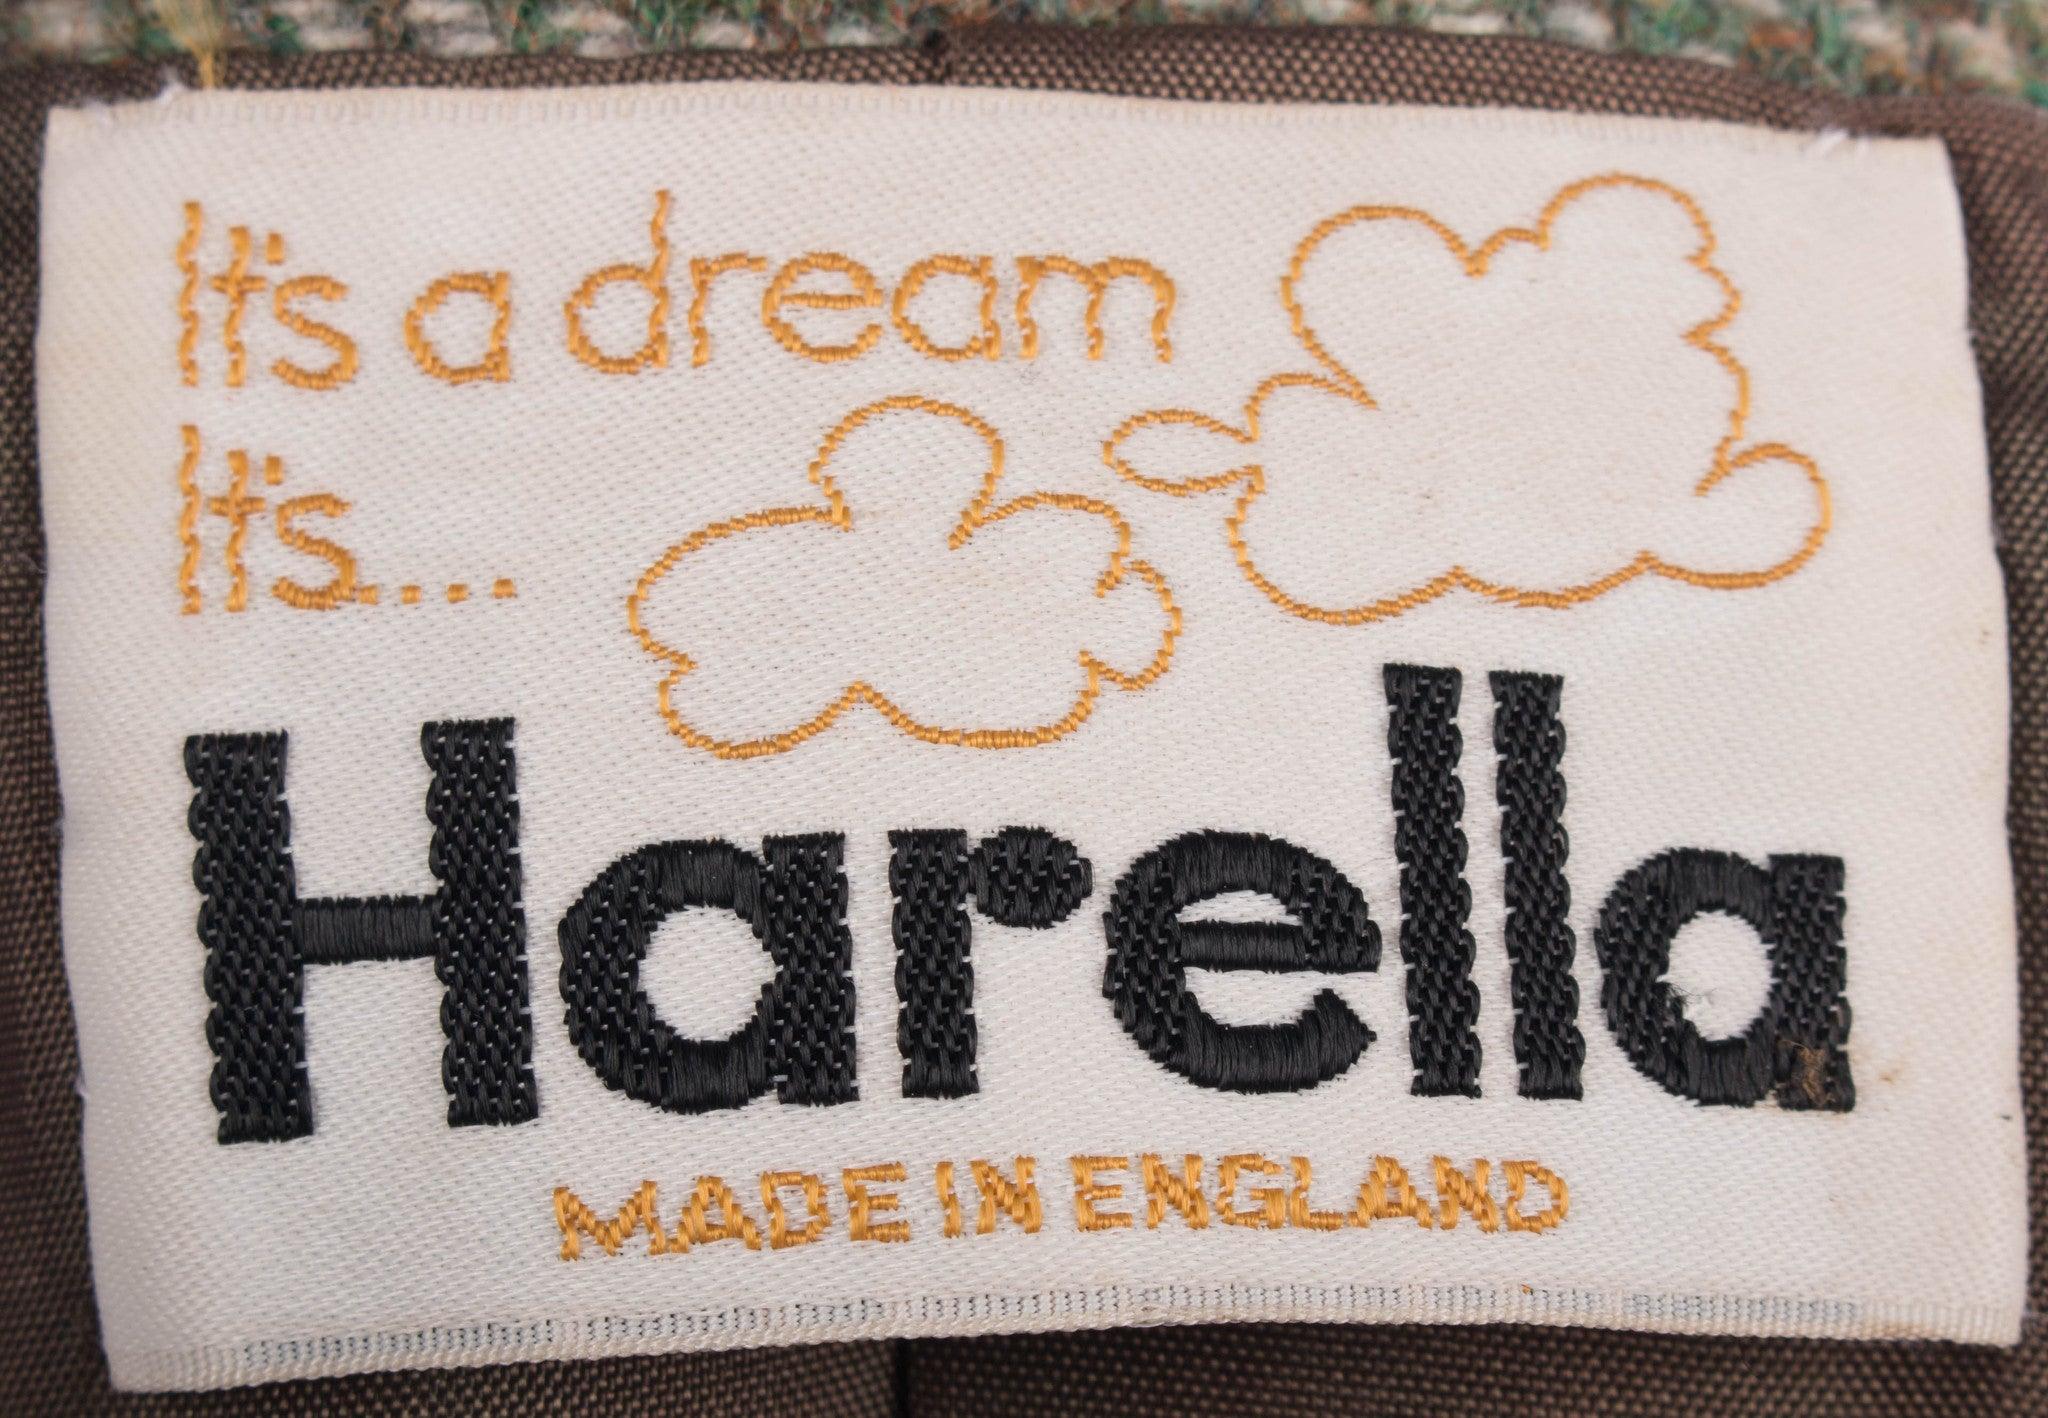 It's a dream
It's....
Harella
MADE IN ENGLAND